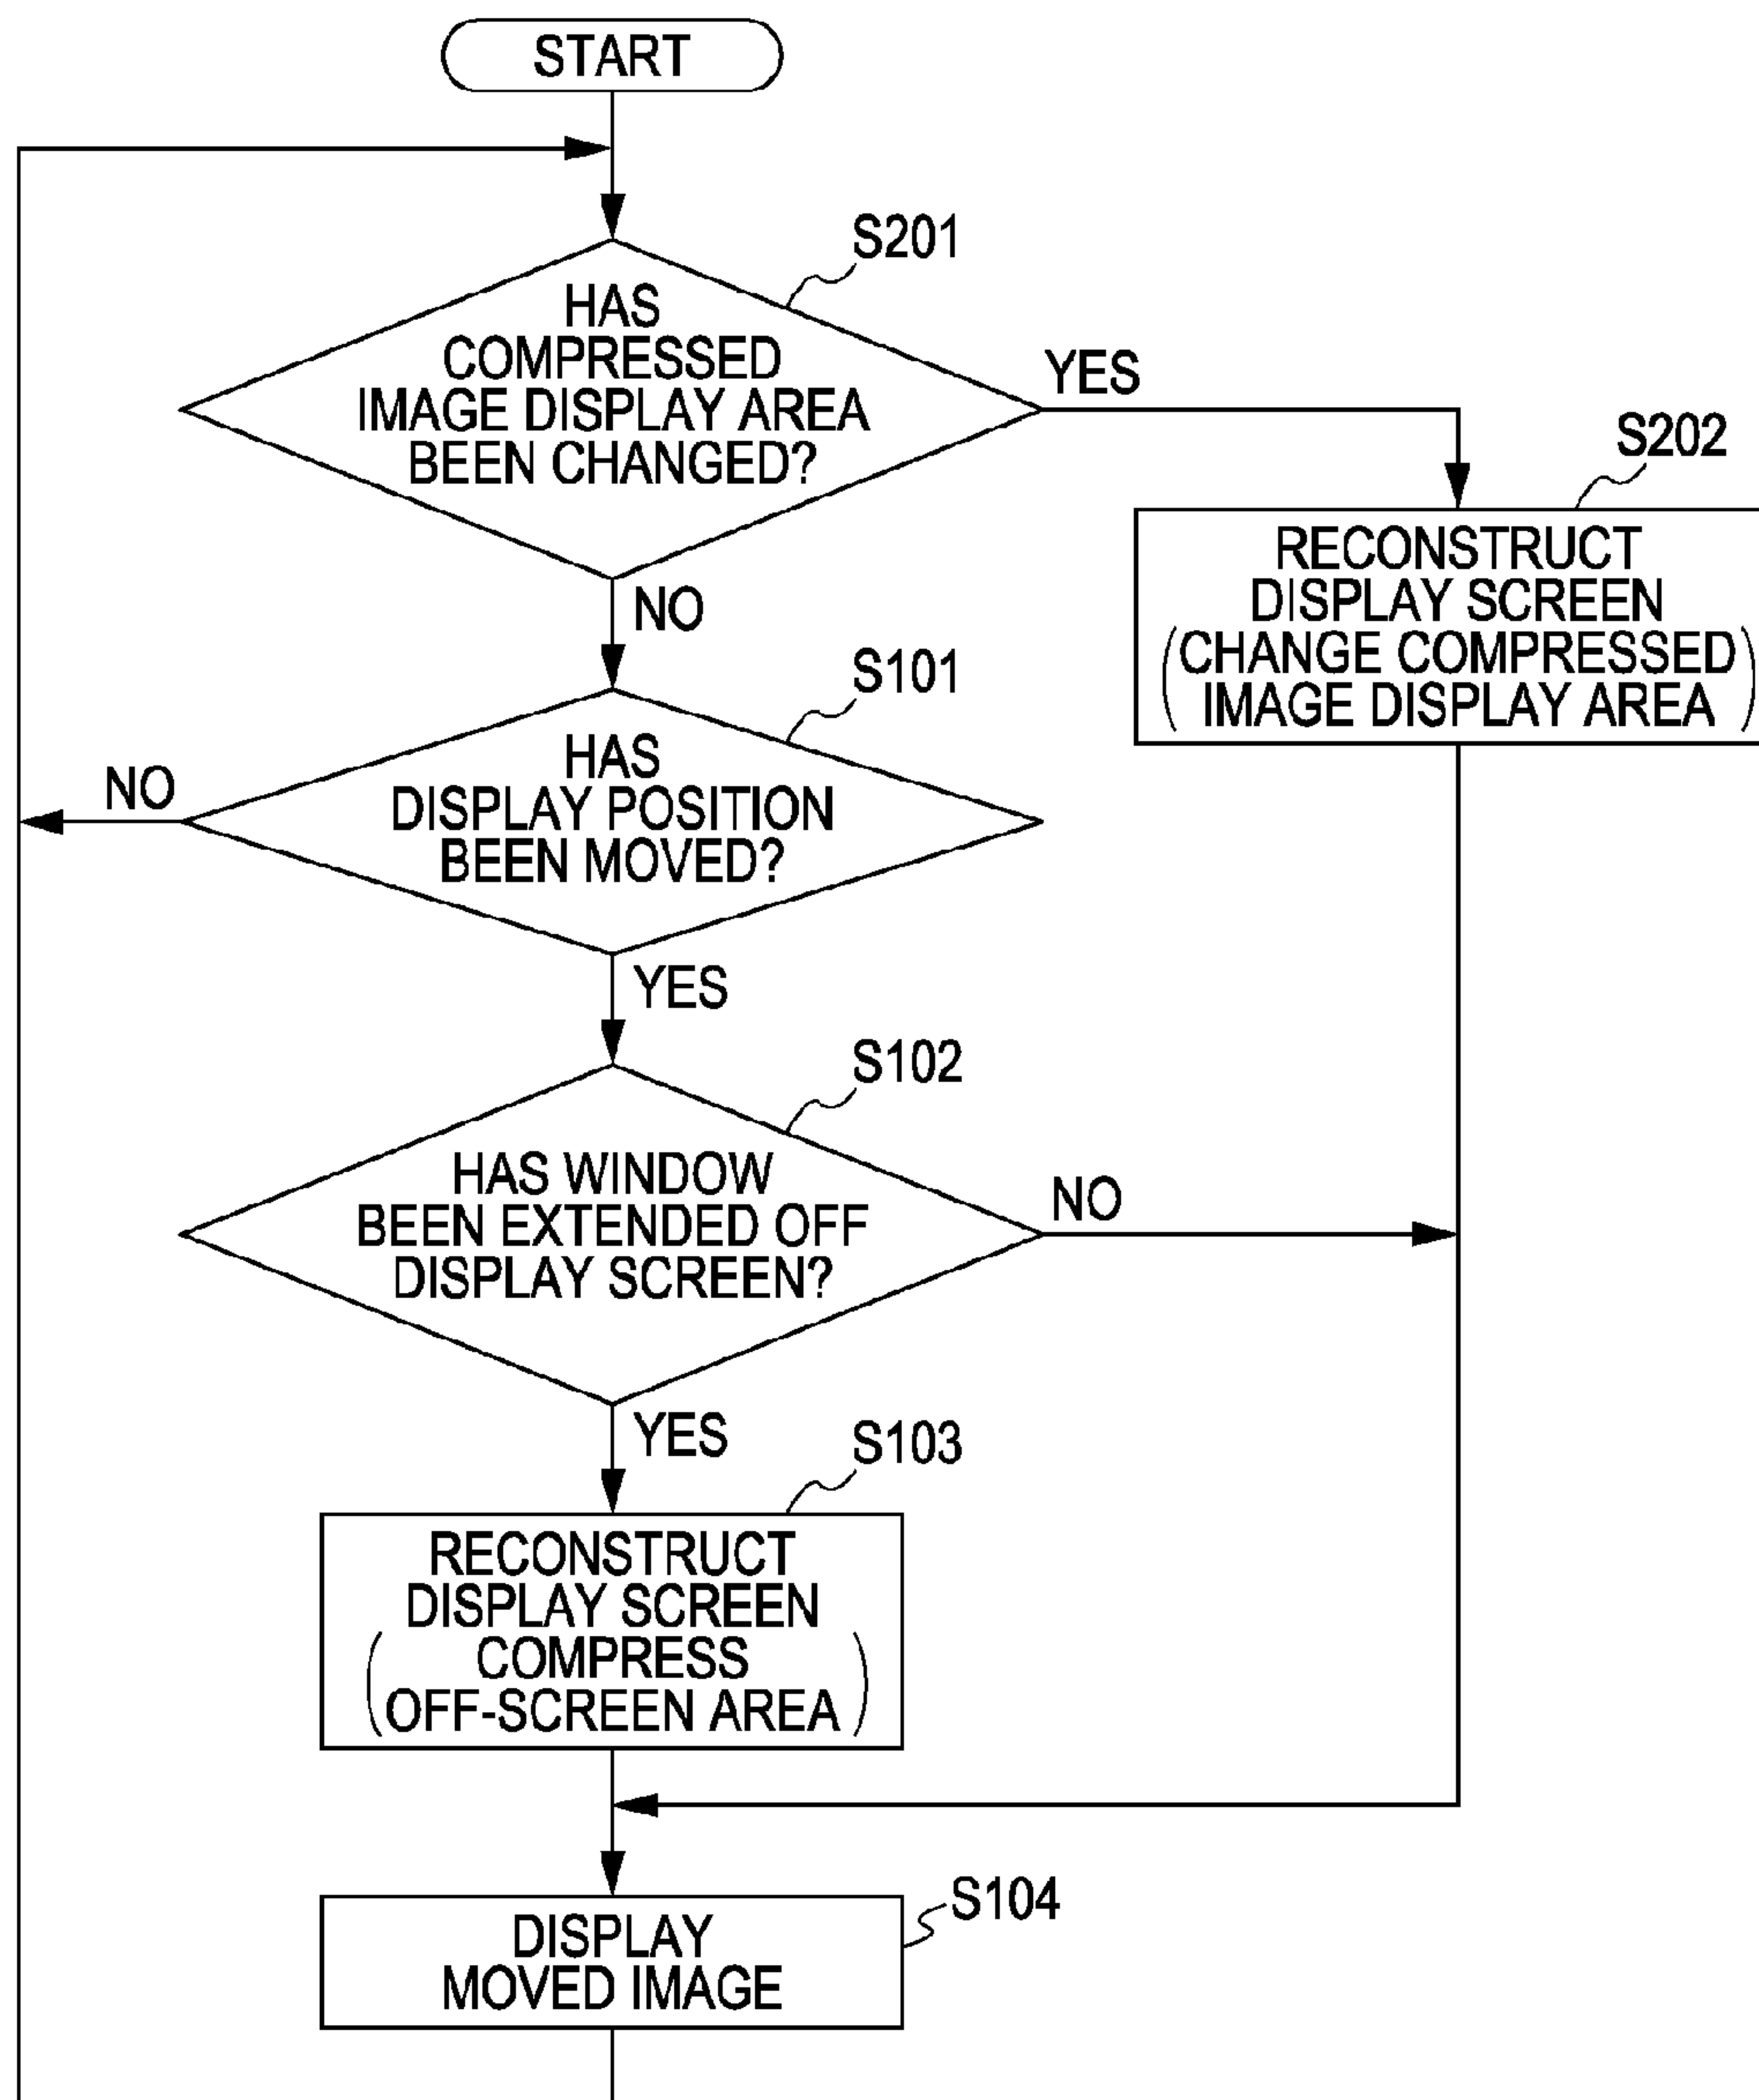 START
S201
HAS
COMPRESSED
IMAGE DISPLAY AREA
BEEN CHANGED?
YES
S202
RECONSTRUCT
DISPLAY SCREEN
(CHANGE COMPRESSED
IMAGE DISPLAY AREA)
NO
S101
HAS
DISPLAY POSITION
BEEN MOVED?
NO
YES
S102
HAS WINDOW
BEEN EXTENDED OFF
DISPLAY SCREEN?
NO
YES
S103
RECONSTRUCT
DISPLAY SCREEN
(COMPRESS
OFF-SCREEN AREA)
S104
DISPLAY
MOVED IMAGE